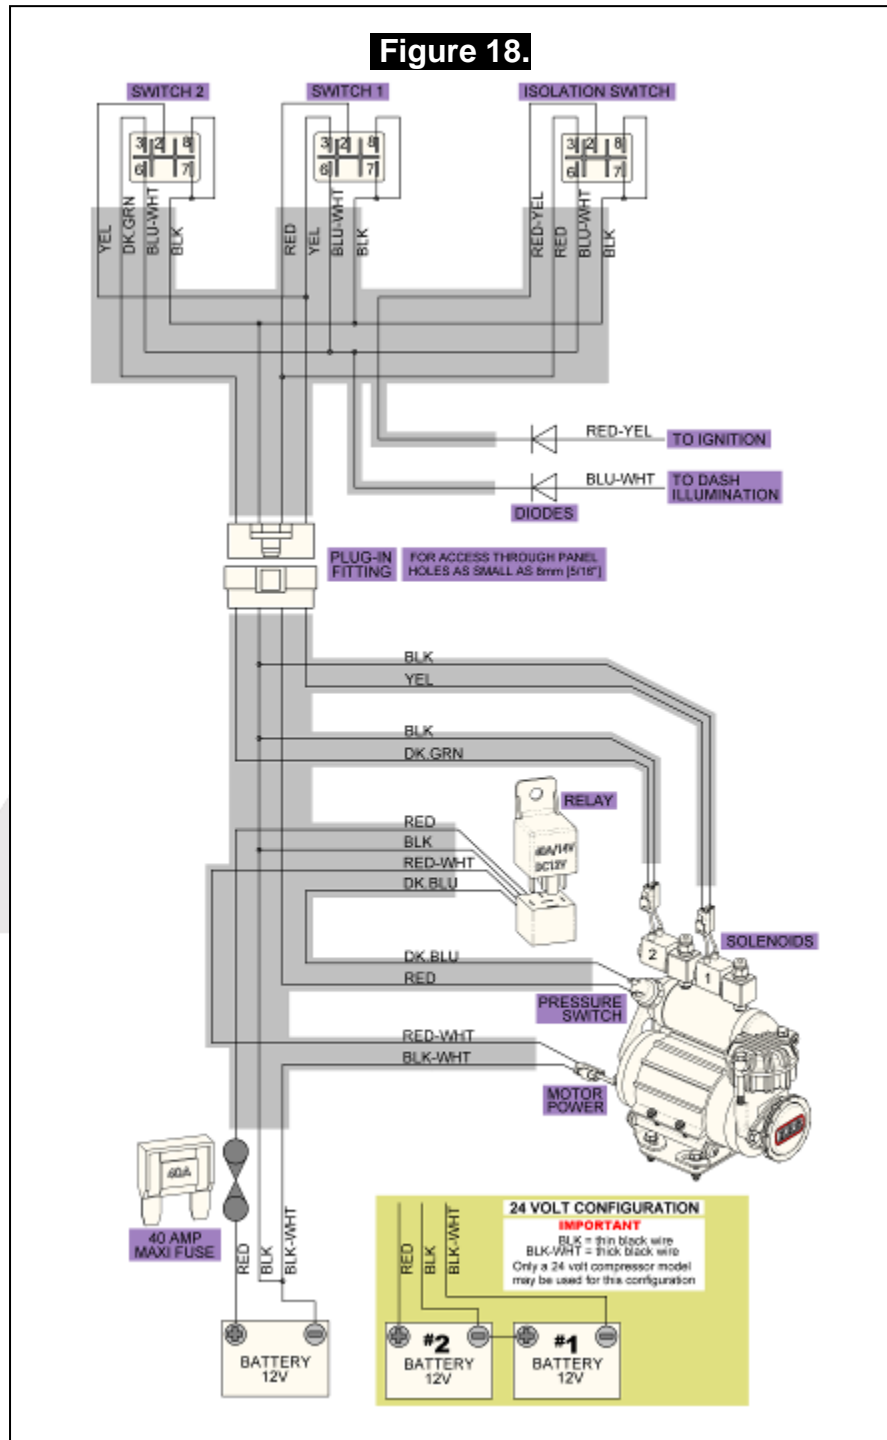 Figure 18.
SWITCH 2
SWITCH 1
ISOLATION SWITCH
3 2 8
6 7
3 2 8
6 7
3 2 8
6 7
YEL
DK.GRN
BLU-WHT
BLK
RED
YEL
BLU-WHT
BLK
RED-YEL
RED
BLU-WHT
BLK
RED-YEL
TO IGNITION
BLU-WHT
TO DASH
ILLUMINATION
DIODES
PLUG-IN
FITTING
FOR ACCESS THROUGH PANEL
HOLES AS SMALL AS 8mm [5/16"]
BLK
YEL
BLK
DK.GRN
RELAY
40A/14V
DC12V
RED
BLK
RED-WHT
DK.BLU
SOLENOIDS
2
1
DK.BLU
RED
PRESSURE
SWITCH
RED-WHT
BLK-WHT
MOTOR
POWER
40A
40 AMP
MAXI FUSE
RED
BLK
BLK-WHT
BATTERY
12V
24 VOLT CONFIGURATION
IMPORTANT
BLK = thin black wire
BLK-WHT = thick black wire
Only a 24 volt compressor model
may be used for this configuration
RED
BLK
BLK-WHT
#2
BATTERY
12V
#1
BATTERY
12V